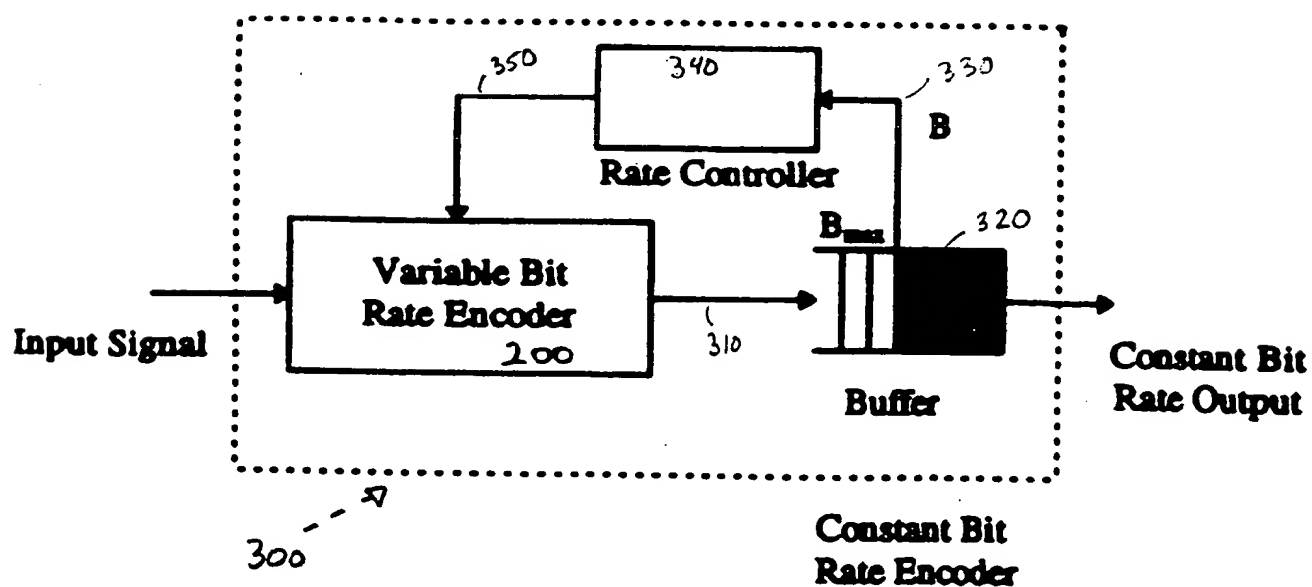 350
340
330
B
Rate Controller
Bmax
320
Variable Bit
Rate Encoder
200
310
Input Signal
Buffer
Constant Bit
Rate Output
300
Constant Bit
Rate Encoder